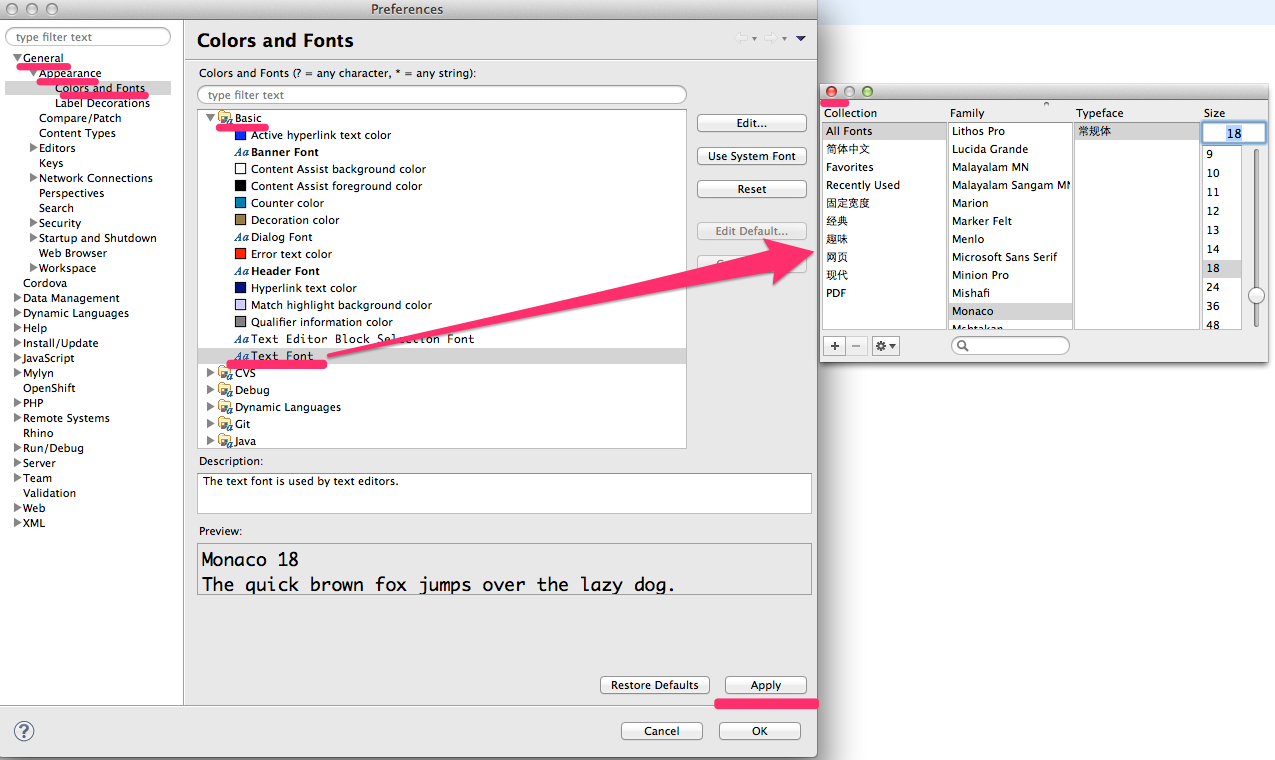 Preferences
type filter text
General
Appearance
Colors and Fonts
Label Decorations
Compare/Patch
Content Types
Editors
Keys
Network Connections
Perspectives
Search
Security
Startup and Shutdown
Web Browser
Workspace
Cordova
Data Management
Dynamic Languages
Help
Install/Update
JavaScript
Mylyn
OpenShift
PHP
Remote Systems
Rhino
Run/Debug
Server
Team
Validation
Web
XML
Colors and Fonts
Colors and Fonts (? = any character, * = any string):
type filter text
Basic
Active hyperlink text color
Banner Font
Content Assist background color
Content Assist foreground color
Counter color
Decoration color
Dialog Font
Error text color
Header Font
Hyperlink text color
Match highlight background color
Qualifier information color
Text Editor Block Selection Font
Text Font
CVS
Debug
Dynamic Languages
Git
Java
Edit...
Use System Font
Reset
Edit Default...
Description:
The text font is used by text editors.
Preview:
Monaco 18
The quick brown fox jumps over the lazy dog.
Restore Defaults
Apply
Cancel
OK
Collection
All Fonts
简体中文
Favorites
Recently Used
固定宽度
经典
趣味
网页
现代
PDF
Family
Lithos Pro
Lucida Grande
Malayalam MN
Malayalam Sangam MN
Marion
Marker Felt
Menlo
Microsoft Sans Serif
Minion Pro
Mishafi
Monaco
Mshtakan
Typeface
常规体
Size
18
9
10
11
12
13
14
18
24
36
48